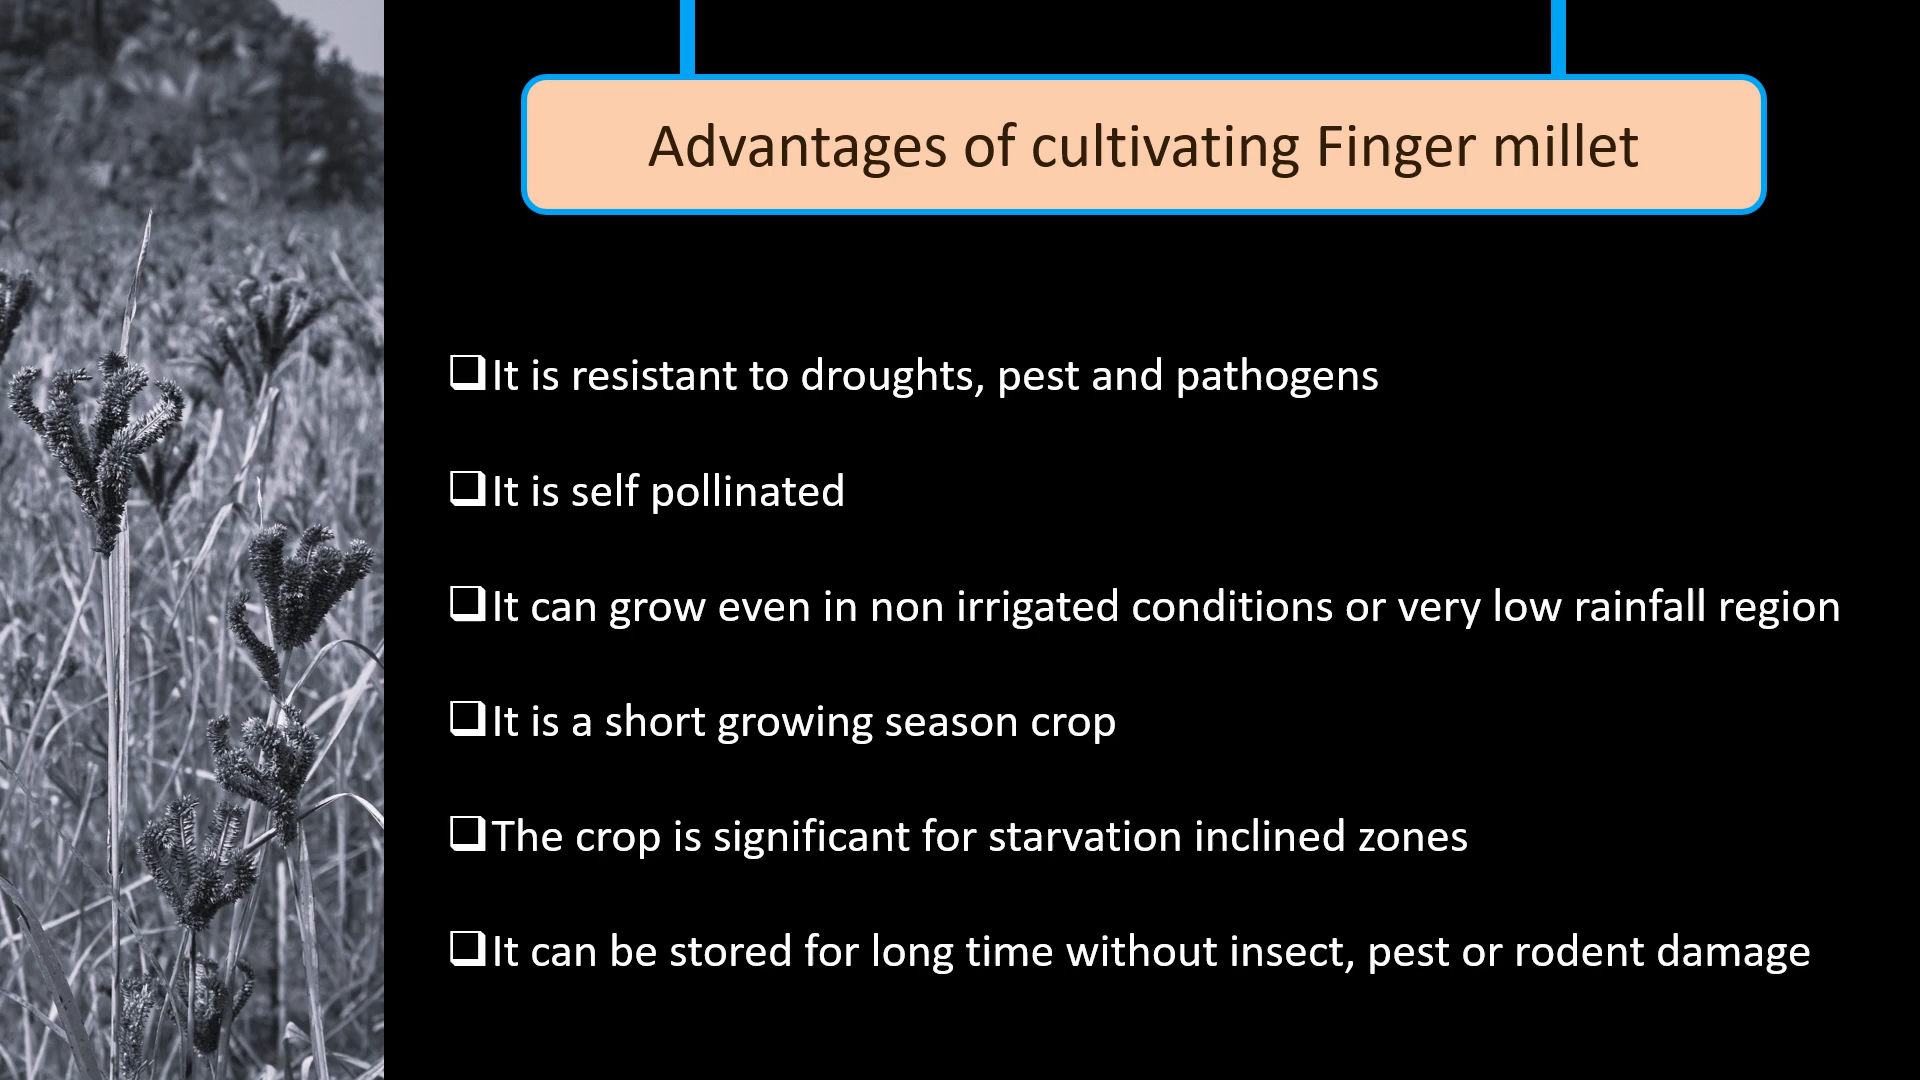 Advantages of cultivating Finger millet
❑It is resistant to droughts, pest and pathogens
❑It is self pollinated
❑It can grow even in non irrigated conditions or very low rainfall region
❑It is a short growing season crop
❑The crop is significant for starvation inclined zones
❑It can be stored for long time without insect, pest or rodent damage